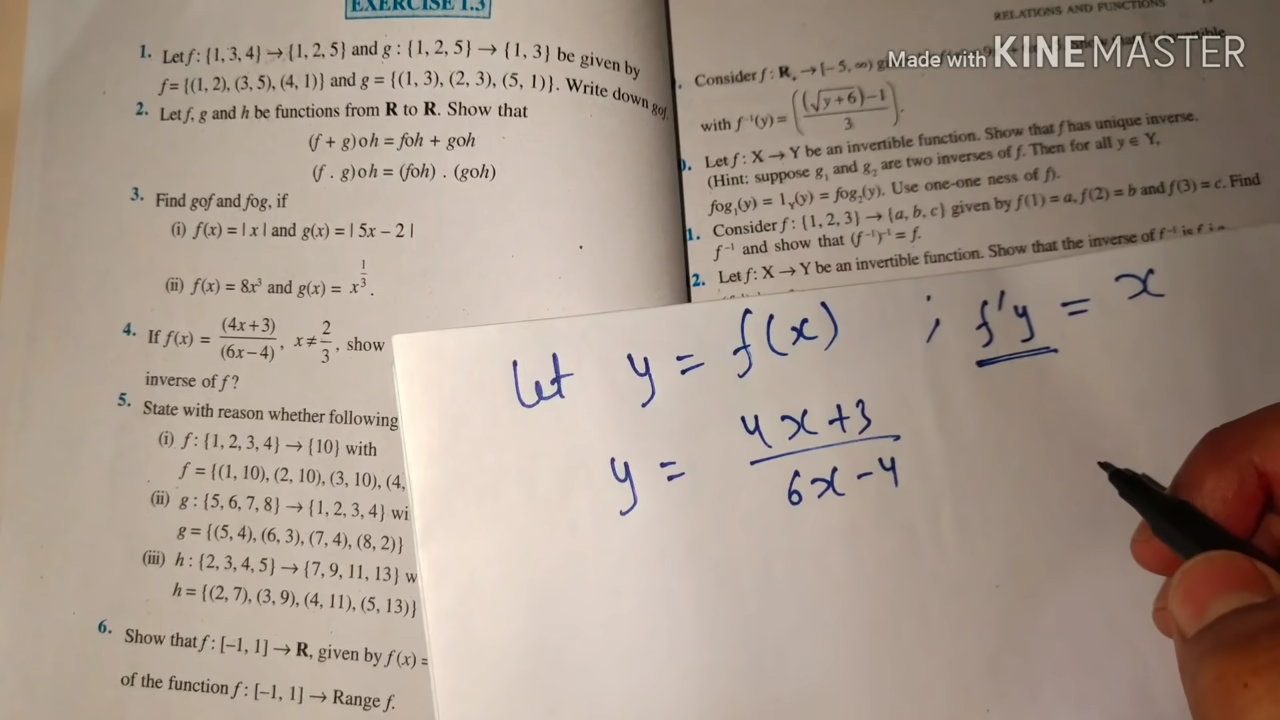 EXERCISE 1.3
1. Let f : {1, 3, 4} → {1, 2, 5} and g : {1, 2, 5} → {1, 3} be given by
f = {(1, 2), (3, 5), (4, 1)} and g = {(1, 3), (2, 3), (5, 1)}. Write down gof.
2. Let f, g and h be functions from R to R. Show that
(f + g) o h = foh + goh
(f . g) o h = (foh) . (goh)
3. Find gof and fog, if
(i) f(x) = | x | and g(x) = | 5x – 2 |
(ii) f(x) = 8x³ and g(x) = x^(1/3).
4. If f(x) = (4x+3)/(6x–4), x ≠ 2/3, show
inverse of f ?
5. State with reason whether following
(i) f : {1, 2, 3, 4} → {10} with
f = {(1, 10), (2, 10), (3, 10), (4,
(ii) g : {5, 6, 7, 8} → {1, 2, 3, 4} wi
g = {(5, 4), (6, 3), (7, 4), (8, 2)}
(iii) h : {2, 3, 4, 5} → {7, 9, 11, 13} w
h = {(2, 7), (3, 9), (4, 11), (5, 13)}
6. Show that f : [–1, 1] → R, given by f(x) =
of the function f : [–1, 1] → Range f.
RELATIONS AND FUNCTIONS
Made with KINEMASTER
Consider f : R₊ → [– 5, ∞) gi
with f⁻¹(y) = ((√y+6)–1)/3).
Let f : X → Y be an invertible function. Show that f has unique inverse.
(Hint: suppose g₁ and g₂ are two inverses of f. Then for all y ∈ Y,
fog₁(y) = 1_Y(y) = fog₂(y). Use one-one ness of f).
1. Consider f : {1, 2, 3} → {a, b, c} given by f(1) = a, f(2) = b and f(3) = c. Find
f⁻¹ and show that (f⁻¹)⁻¹ = f.
2. Let f: X → Y be an invertible function. Show that the inverse of f⁻¹ is f, i.e.,
Let y = f(x) ; f'y = x
y = (4x+3)/(6x-4)